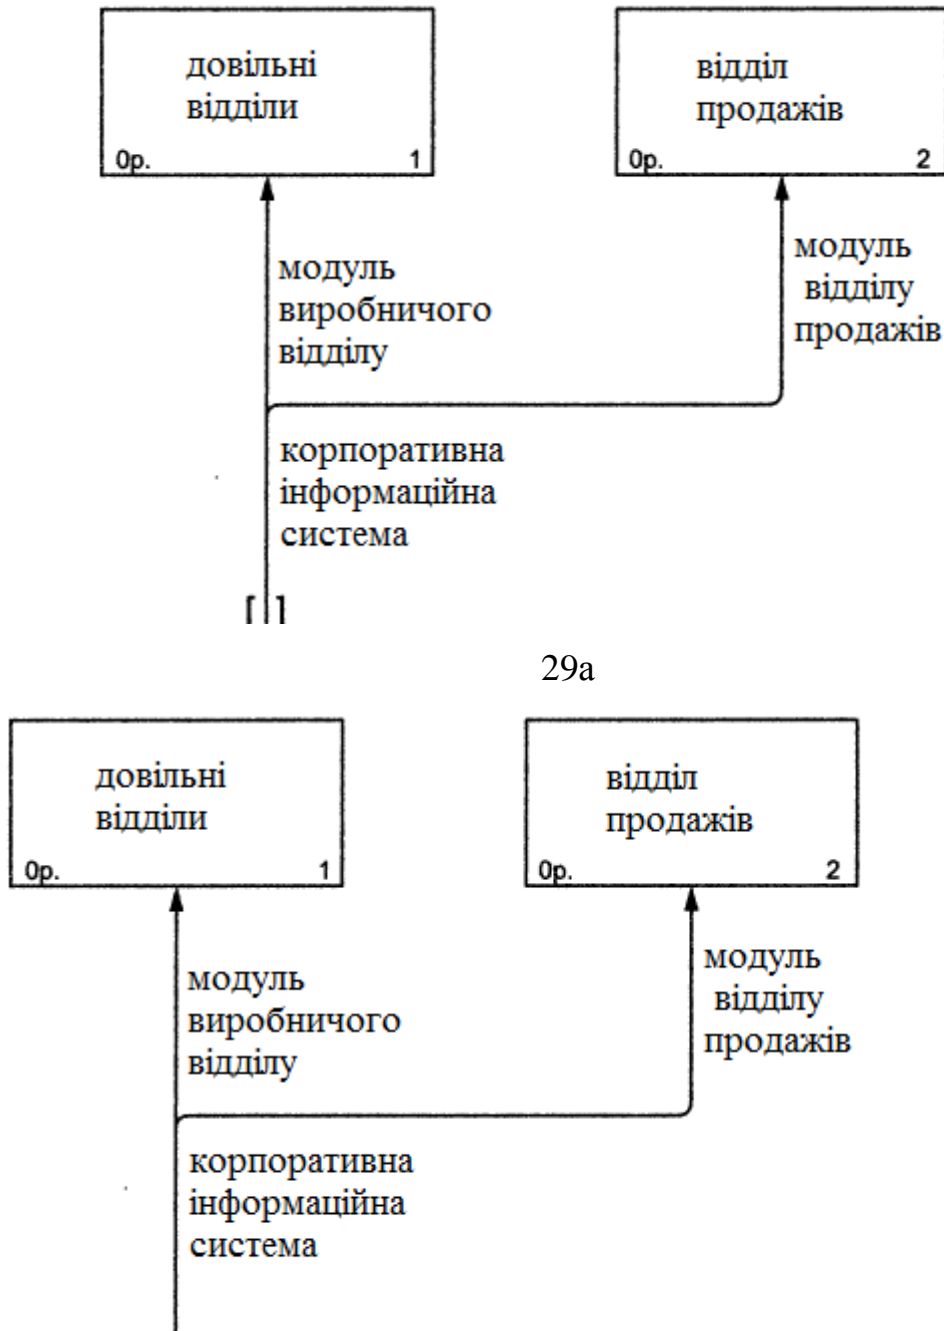 довільні
відділи
0р.
1
відділ
продажів
0р.
2
модуль
виробничого
відділу
модуль
відділу
продажів
корпоративна
інформаційна
система
[ ]
29а
довільні
відділи
0р.
1
відділ
продажів
0р.
2
модуль
виробничого
відділу
модуль
відділу
продажів
корпоративна
інформаційна
система